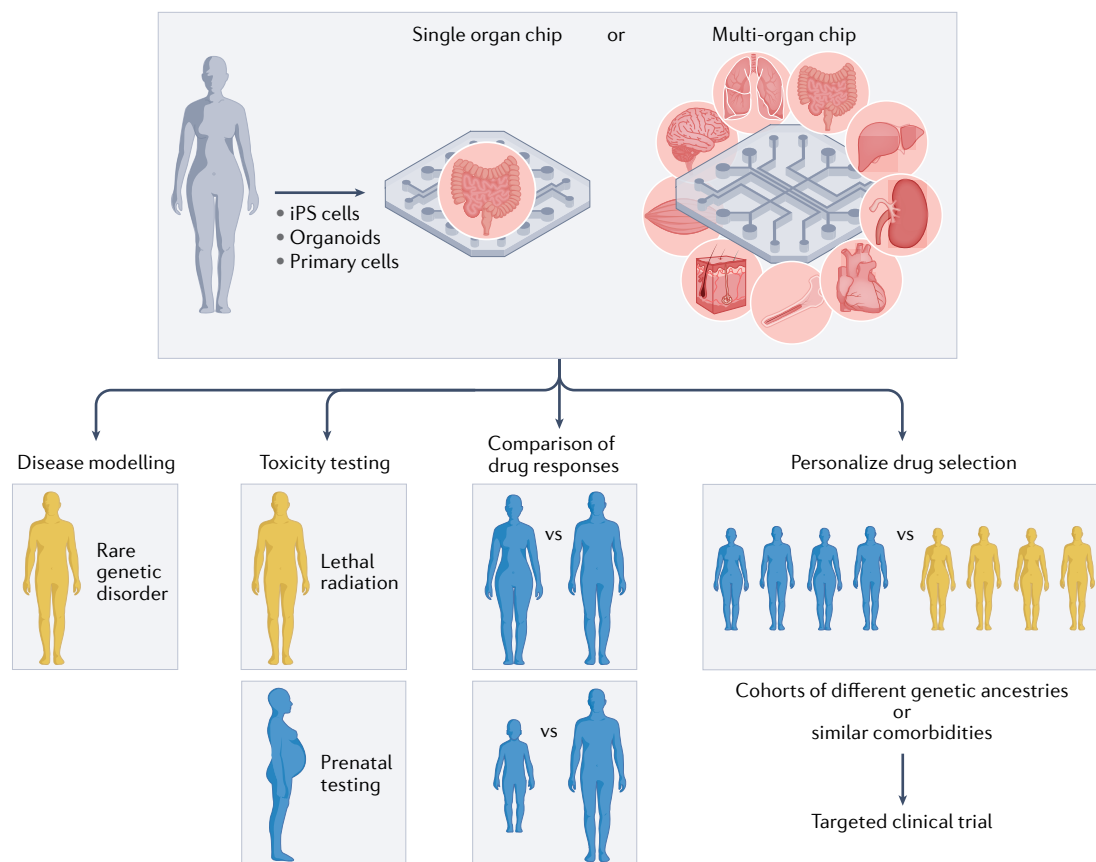 Single organ chip
or
Multi-organ chip
• iPS cells
• Organoids
• Primary cells
Disease modelling
Rare
genetic
disorder
Toxicity testing
Lethal
radiation
Prenatal
testing
Comparison of
drug responses
vs
vs
Personalize drug selection
vs
Cohorts of different genetic ancestries
or
similar comorbidities
Targeted clinical trial